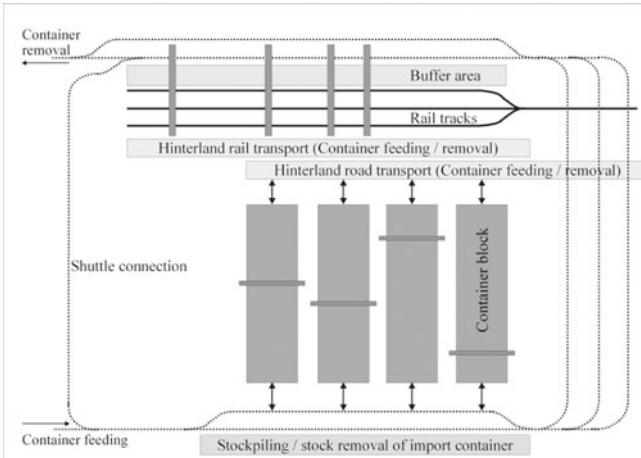 Container
removal
Buffer area
Rail tracks
Hinterland rail transport (Container feeding / removal)
Hinterland road transport (Container feeding / removal)
Shuttle connection
Container block
Container feeding
Stockpiling / stock removal of import container